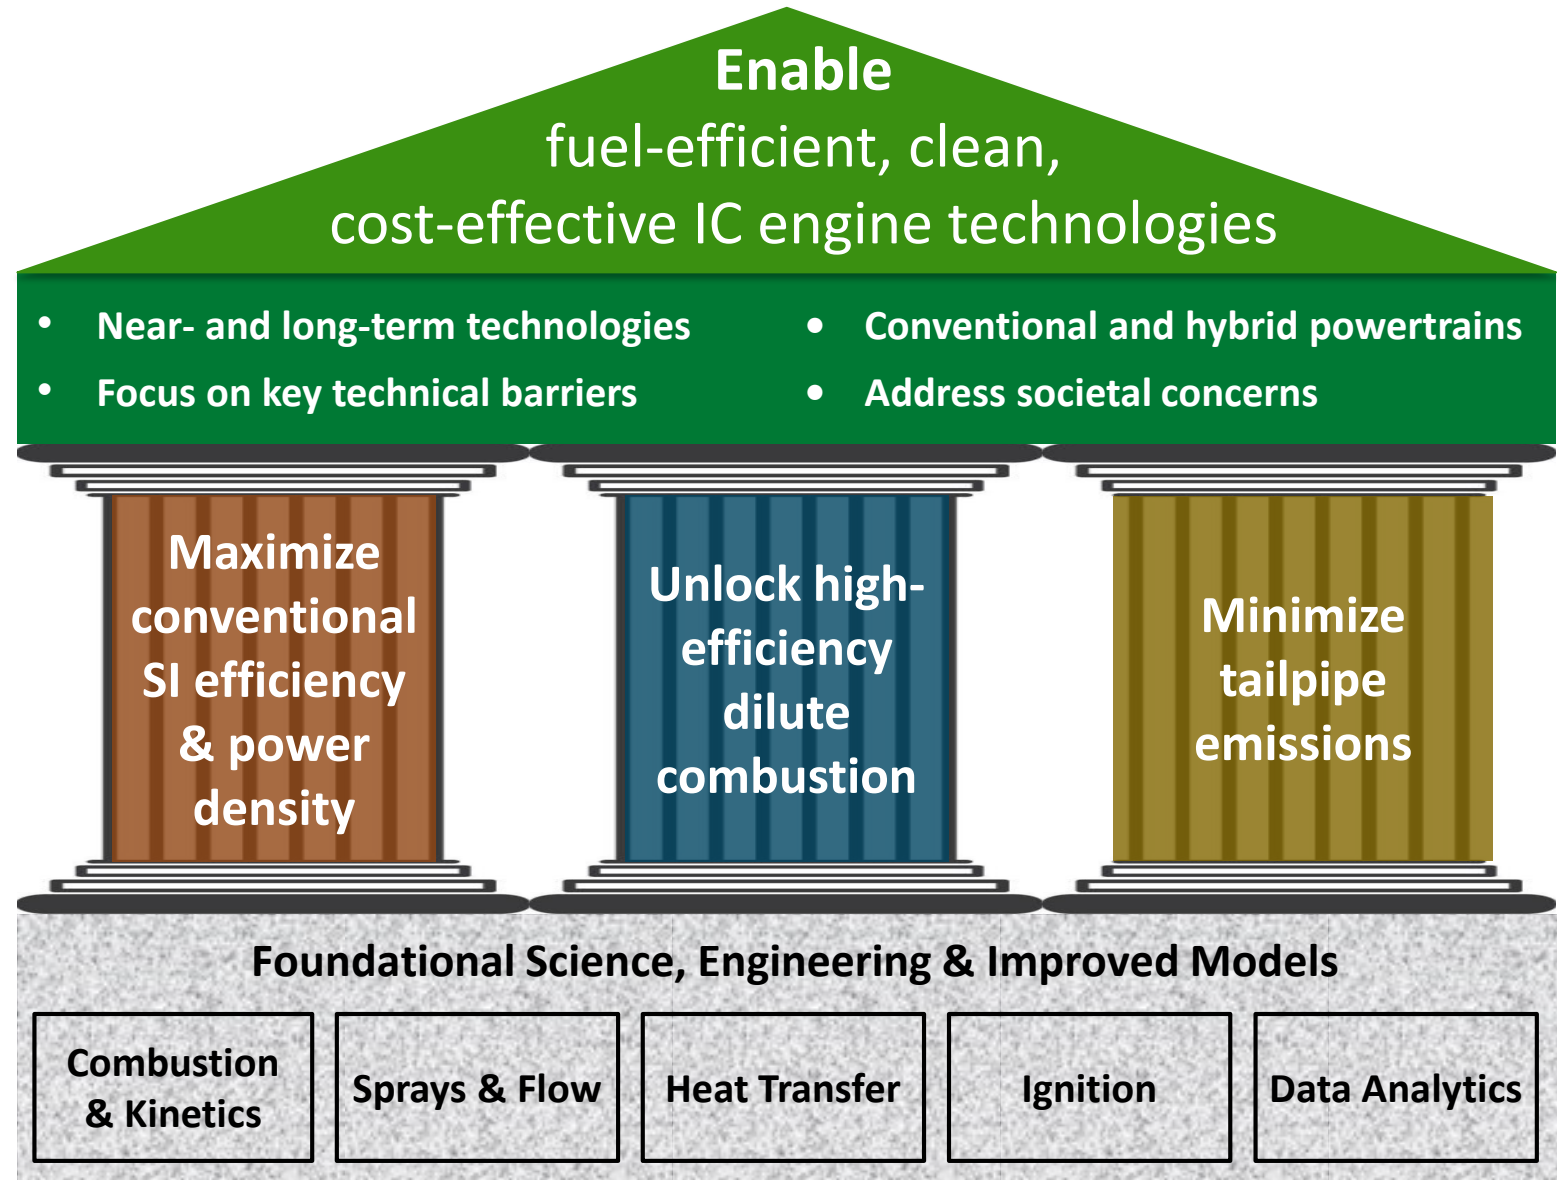 Enable
fuel-efficient, clean,
cost-effective IC engine technologies
• Near- and long-term technologies
• Focus on key technical barriers
• Conventional and hybrid powertrains
• Address societal concerns
Maximize
conventional
SI efficiency
& power
density
Unlock high-
efficiency
dilute
combustion
Minimize
tailpipe
emissions
Foundational Science, Engineering & Improved Models
Combustion
& Kinetics
Sprays & Flow
Heat Transfer
Ignition
Data Analytics